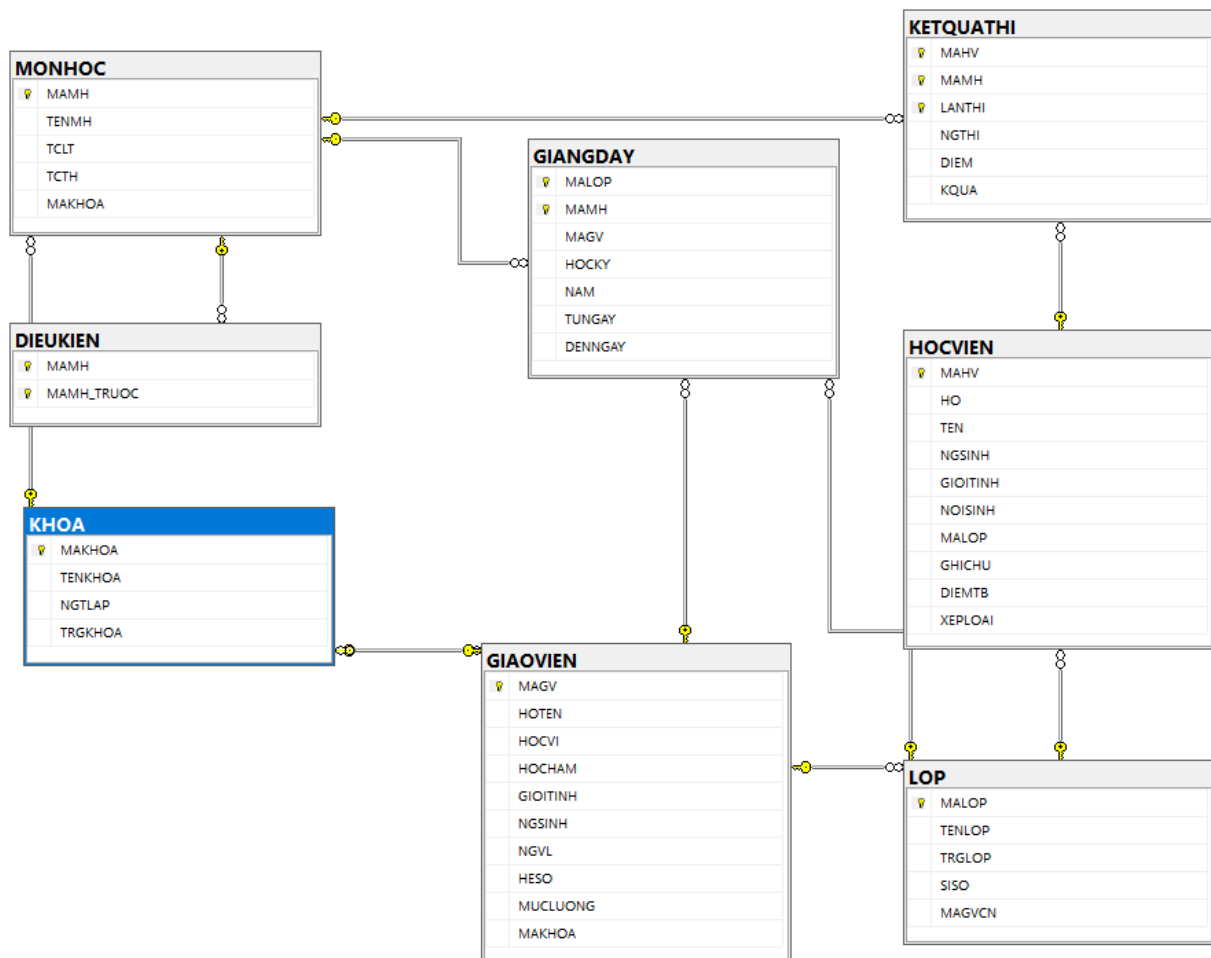 MONHOC
MAMH
TENMH
TCLT
TCTH
MAKHOA
KETQUATHI
MAHV
MAMH
LANTHI
NGTHI
DIEM
KQUA
GIANGDAY
MALOP
MAMH
MAGV
HOCKY
NAM
TUNGAY
DENNGAY
DIEUKIEN
MAMH
MAMH_TRUOC
HOCVIEN
MAHV
HO
TEN
NGSINH
GIOITINH
NOISINH
MALOP
GHICHU
DIEMTB
XEPLOAI
KHOA
MAKHOA
TENKHOA
NGTLAP
TRGKHOA
GIAOVIEN
MAGV
HOTEN
HOCVI
HOCHAM
GIOITINH
NGSINH
NGVL
HESO
MUCLUONG
MAKHOA
LOP
MALOP
TENLOP
TRGLOP
SISO
MAGVCN